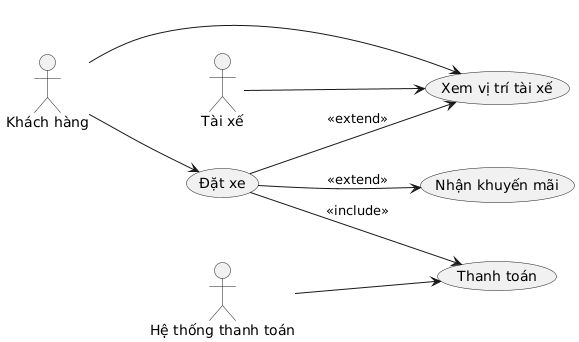 Xem vị trí tài xế
Khách hàng
Tài xế
«extend»
Đặt xe
«extend»
Nhận khuyến mãi
«include»
Thanh toán
Hệ thống thanh toán